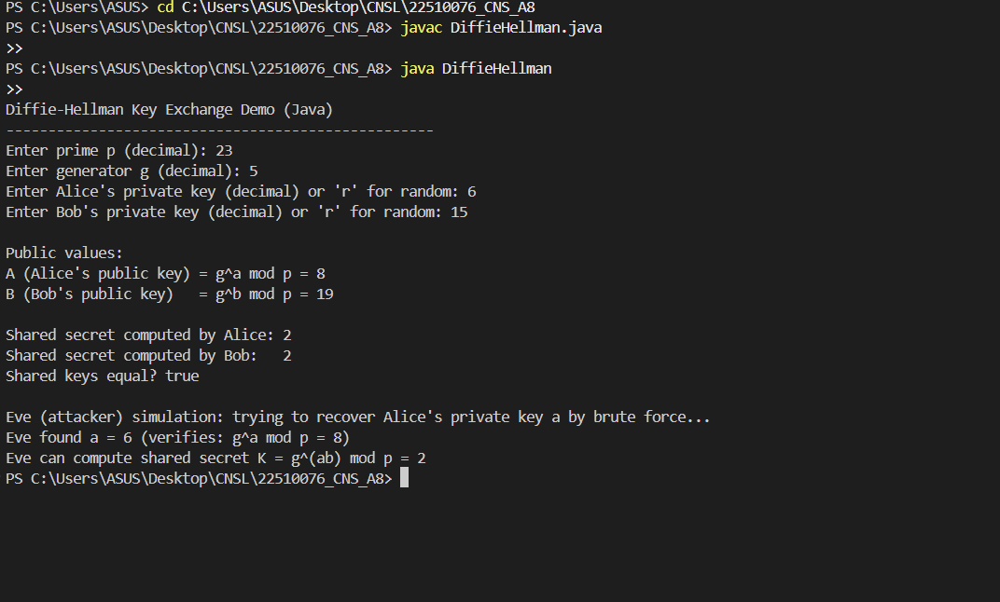 PS C:\Users\ASUS> cd C:\Users\ASUS\Desktop\CNSL\22510076_CNS_A8
PS C:\Users\ASUS\Desktop\CNSL\22510076_CNS_A8> javac DiffieHellman.java
>>
PS C:\Users\ASUS\Desktop\CNSL\22510076_CNS_A8> java DiffieHellman
>>
Diffie-Hellman Key Exchange Demo (Java)
---------------------------------------------------
Enter prime p (decimal): 23
Enter generator g (decimal): 5
Enter Alice's private key (decimal) or 'r' for random: 6
Enter Bob's private key (decimal) or 'r' for random: 15
Public values:
A (Alice's public key) = g^a mod p = 8
B (Bob's public key)   = g^b mod p = 19
Shared secret computed by Alice: 2
Shared secret computed by Bob:   2
Shared keys equal? true
Eve (attacker) simulation: trying to recover Alice's private key a by brute force...
Eve found a = 6 (verifies: g^a mod p = 8)
Eve can compute shared secret K = g^(ab) mod p = 2
PS C:\Users\ASUS\Desktop\CNSL\22510076_CNS_A8>